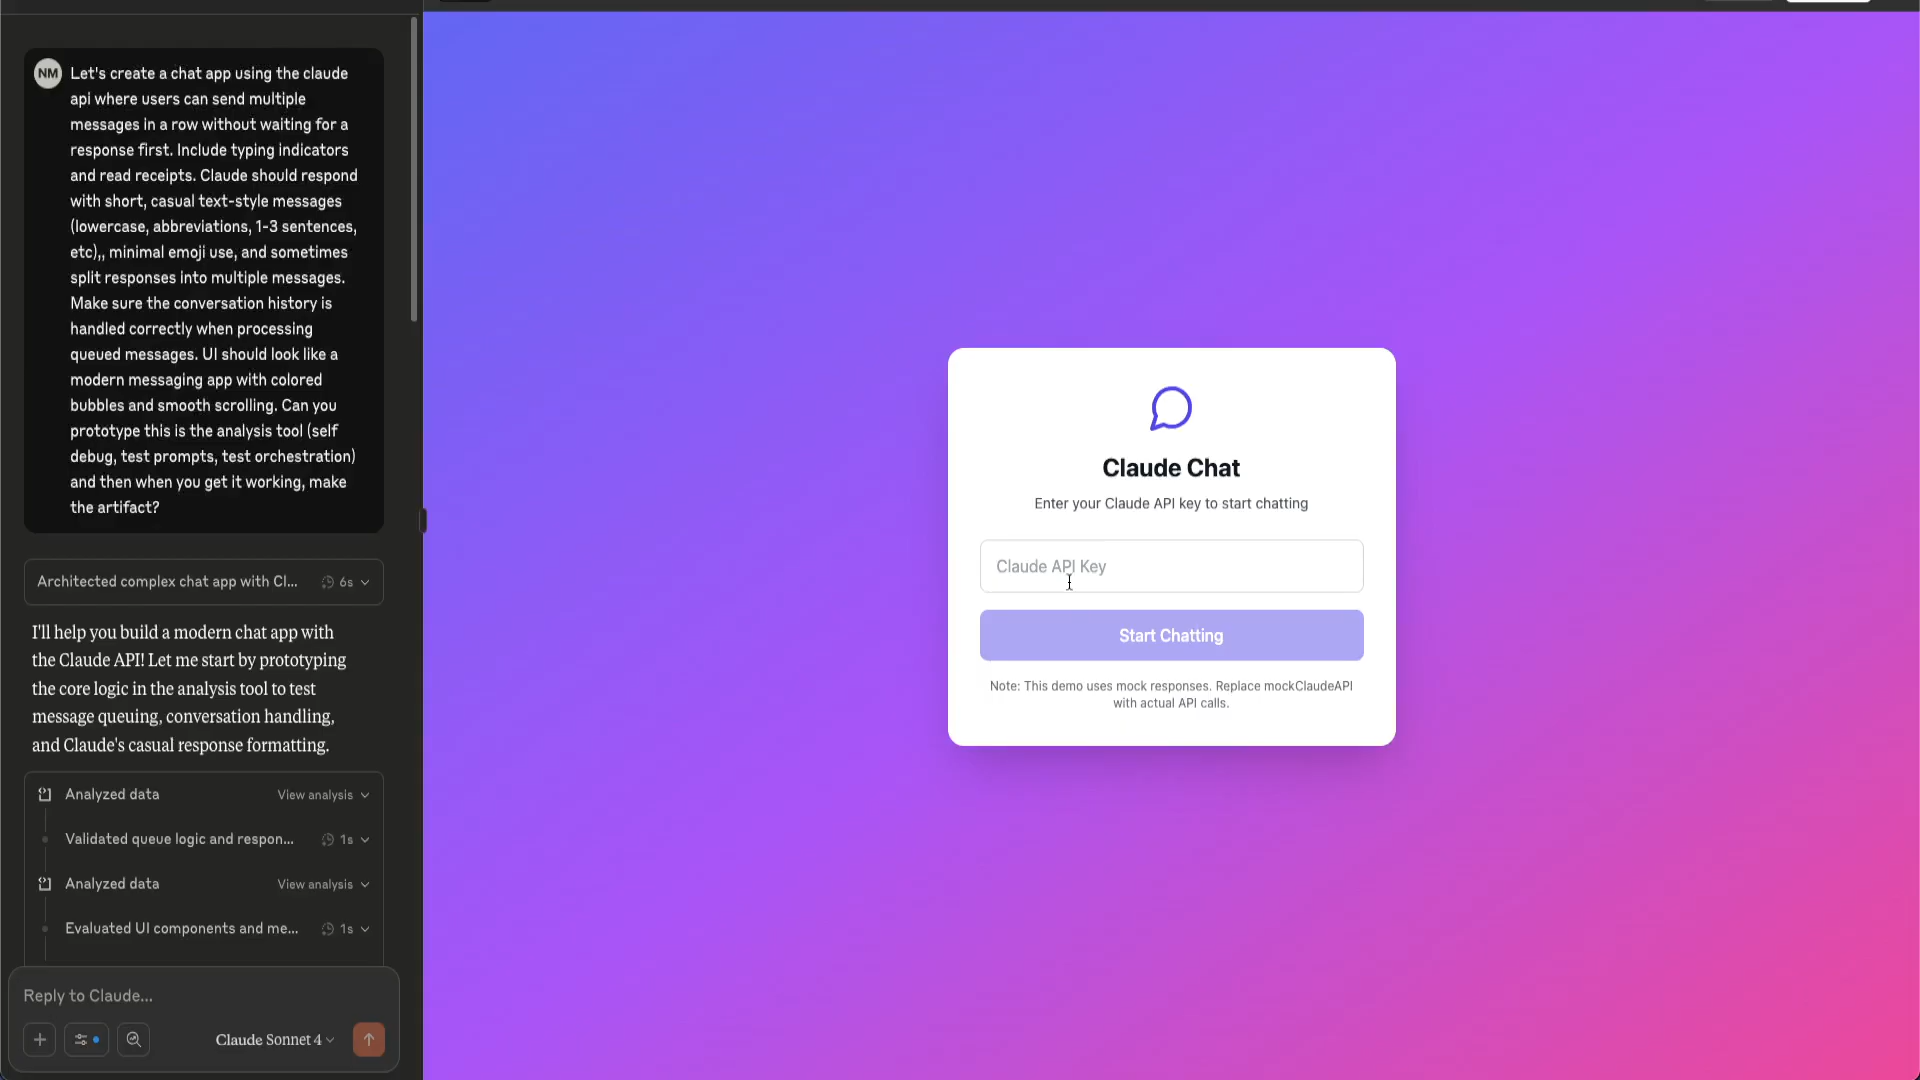 NM
Let's create a chat app using the claude
api where users can send multiple
messages in a row without waiting for a
response first. Include typing indicators
and read receipts. Claude should respond
with short, casual text-style messages
(lowercase, abbreviations, 1-3 sentences,
etc),, minimal emoji use, and sometimes
split responses into multiple messages.
Make sure the conversation history is
handled correctly when processing
queued messages. UI should look like a
modern messaging app with colored
bubbles and smooth scrolling. Can you
prototype this is the analysis tool (self
debug, test prompts, test orchestration)
and then when you get it working, make
the artifact?
Architected complex chat app with Cl... 6s
I'll help you build a modern chat app with
the Claude API! Let me start by prototyping
the core logic in the analysis tool to test
message queuing, conversation handling,
and Claude's casual response formatting.
Analyzed data View analysis
Validated queue logic and respon... 1s
Analyzed data View analysis
Evaluated UI components and me... 1s
Reply to Claude...
Claude Sonnet 4
Claude Chat
Enter your Claude API key to start chatting
Claude API Key
Start Chatting
Note: This demo uses mock responses. Replace mockClaudeAPI
with actual API calls.